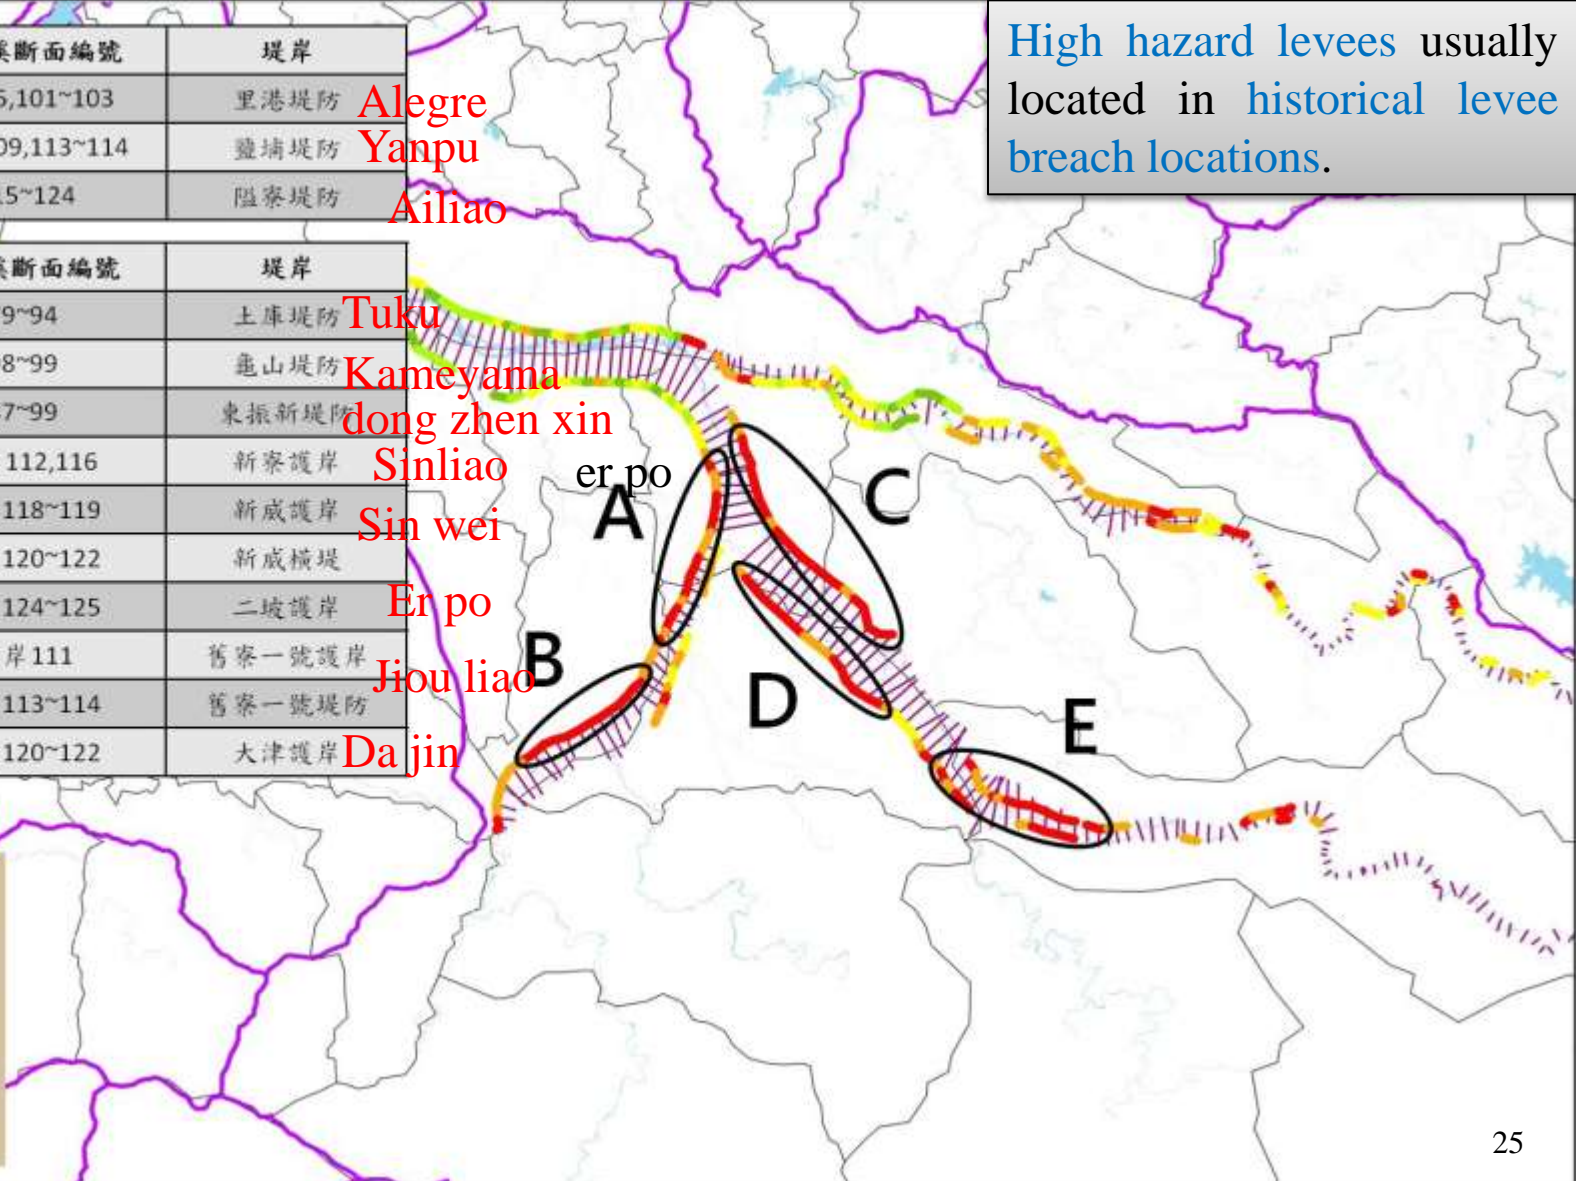 High hazard levees usually
located in historical levee
breach locations.
溪斷面編號 堤岸
5,101~103 里港堤防 Alegre
09,113~114 鹽埔堤防 Yanpu
15~124 隘寮堤防 Ailiao
溪斷面編號 堤岸
9~94 土庫堤防 Tuku
98~99 龜山堤防 Kameyama
87~99 東振新堤防 dong zhen xin
112,116 新寮護岸 Sinliao
118~119 新威護岸 Sin wei
120~122 新威橫堤
124~125 二坡護岸 Er po
岸111 舊寮一號護岸
113~114 舊寮一號堤防 Jiou liao
120~122 大津護岸 Da jin
er po
A
B
C
D
E
25